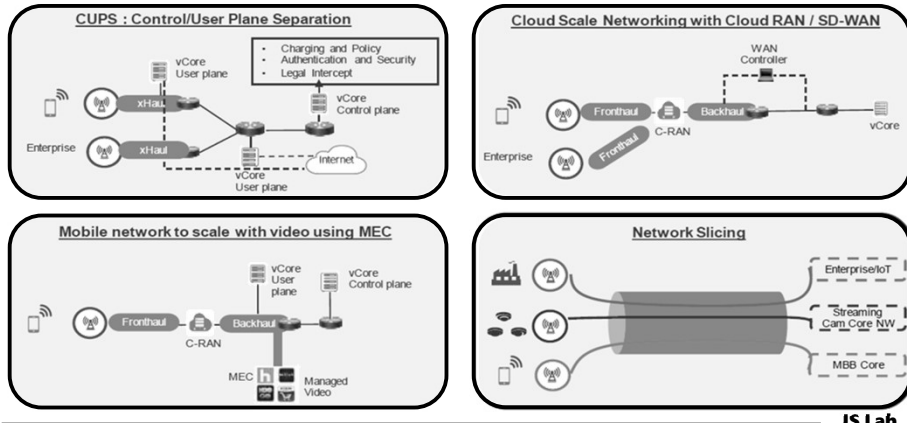 CUPS : Control/User Plane Separation
vCore
User plane
• Charging and Policy
• Authentication and Security
• Legal Intercept
xHaul
vCore
Control plane
Enterprise
xHaul
Internet
vCore
User plane
Cloud Scale Networking with Cloud RAN / SD-WAN
WAN
Controller
Fronthaul
C-RAN
Backhaul
vCore
Enterprise
Fronthaul
Mobile network to scale with video using MEC
vCore
User
plane
vCore
Control plane
Fronthaul
C-RAN
Backhaul
MEC
h
Managed
Video
Network Slicing
Enterprise/IoT
Streaming
Cam Core NW
MBB Core
JS Lab